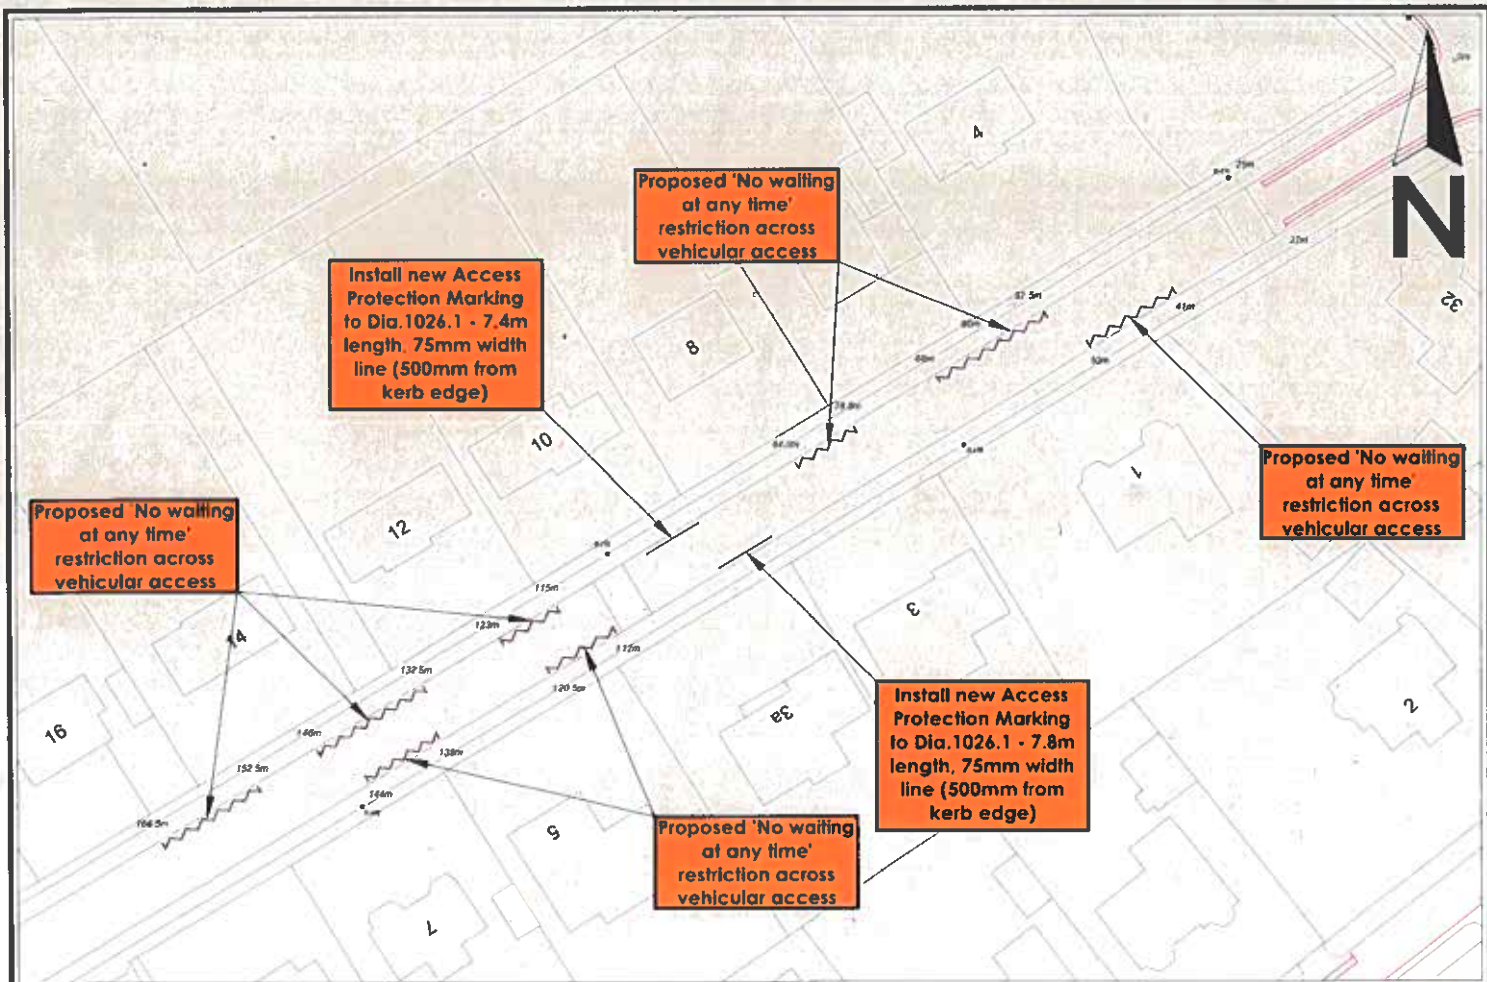 4
Proposed 'No waiting
at any time'
restriction across
vehicular access
N
Install new Access
Protection Marking
to Dia.1026.1 - 7.4m
length, 75mm width
line (500mm from
kerb edge)
41m
32
8
10
Proposed 'No waiting
at any time'
restriction across
vehicular access
1
Proposed 'No waiting
at any time'
restriction across
vehicular access
12
115m
123m
3
14
132.5m
117m
120.5m
Install new Access
Protection Marking
to Dia.1026.1 - 7.8m
length, 75mm width
line (500mm from
kerb edge)
3a
2
16
146m
138m
152.5m
144m
164.5m
5
Proposed 'No waiting
at any time'
restriction across
vehicular access
7